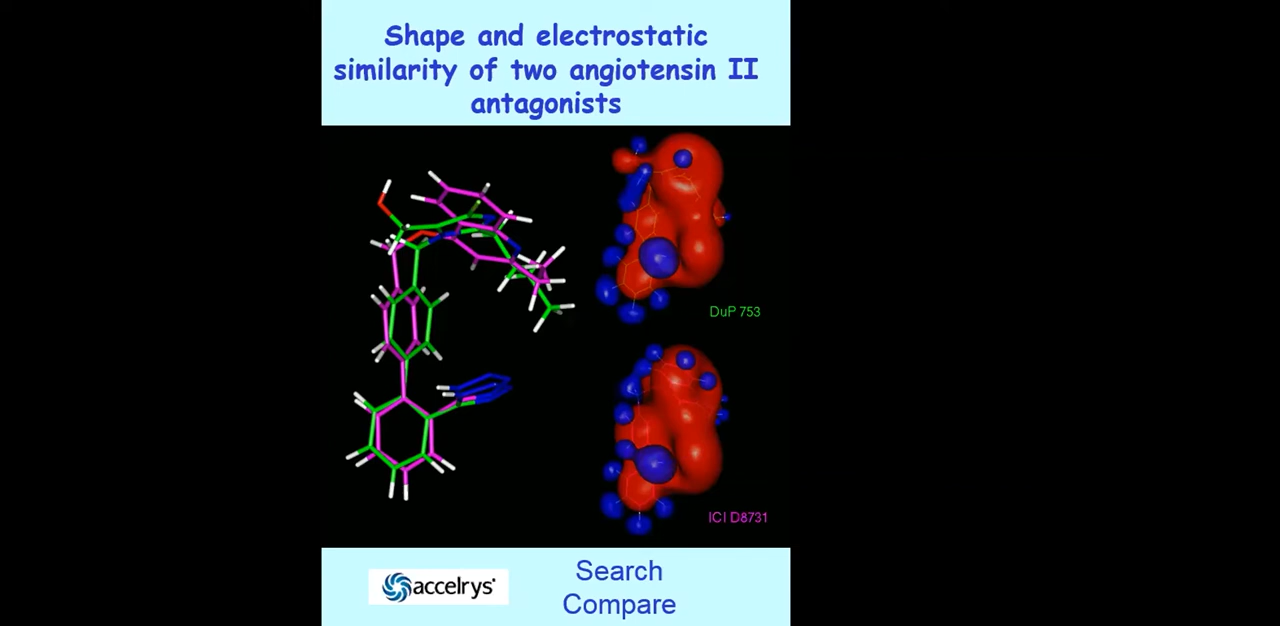 Shape and electrostatic
similarity of two angiotensin II
antagonists
DuP 753
ICI D8731
accelrys
Search
Compare